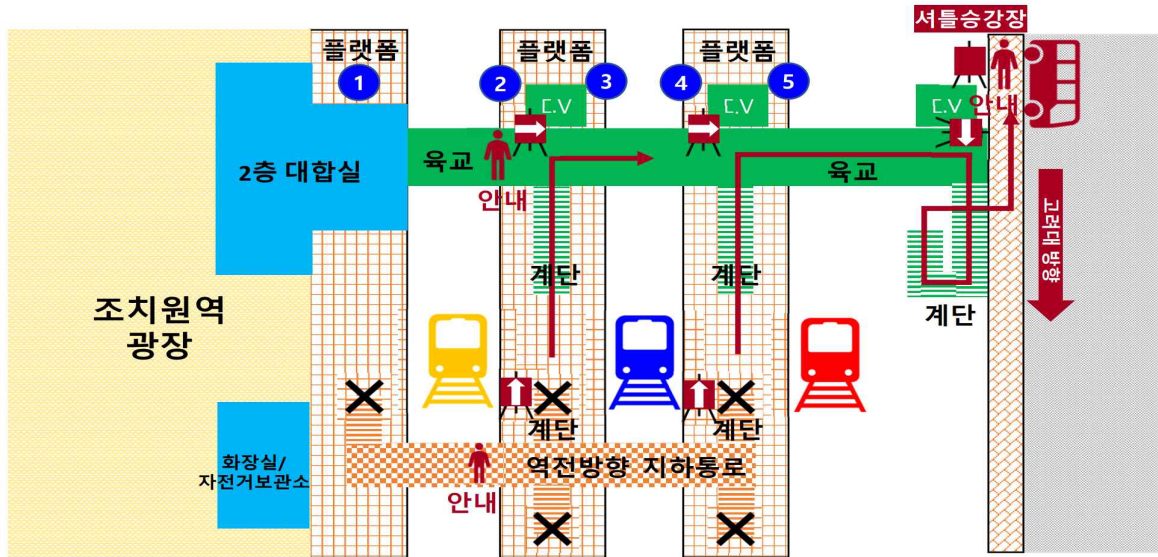 셔틀승강장
플랫폼
1
플랫폼
2
3
플랫폼
4
5
E.V
E.V
E.V
안내
2층 대합실
육교
안내
육교
고려대 방향
계단
계단
계단
조치원역
광장
계단
계단
화장실/
자전거보관소
역전방향 지하통로
안내